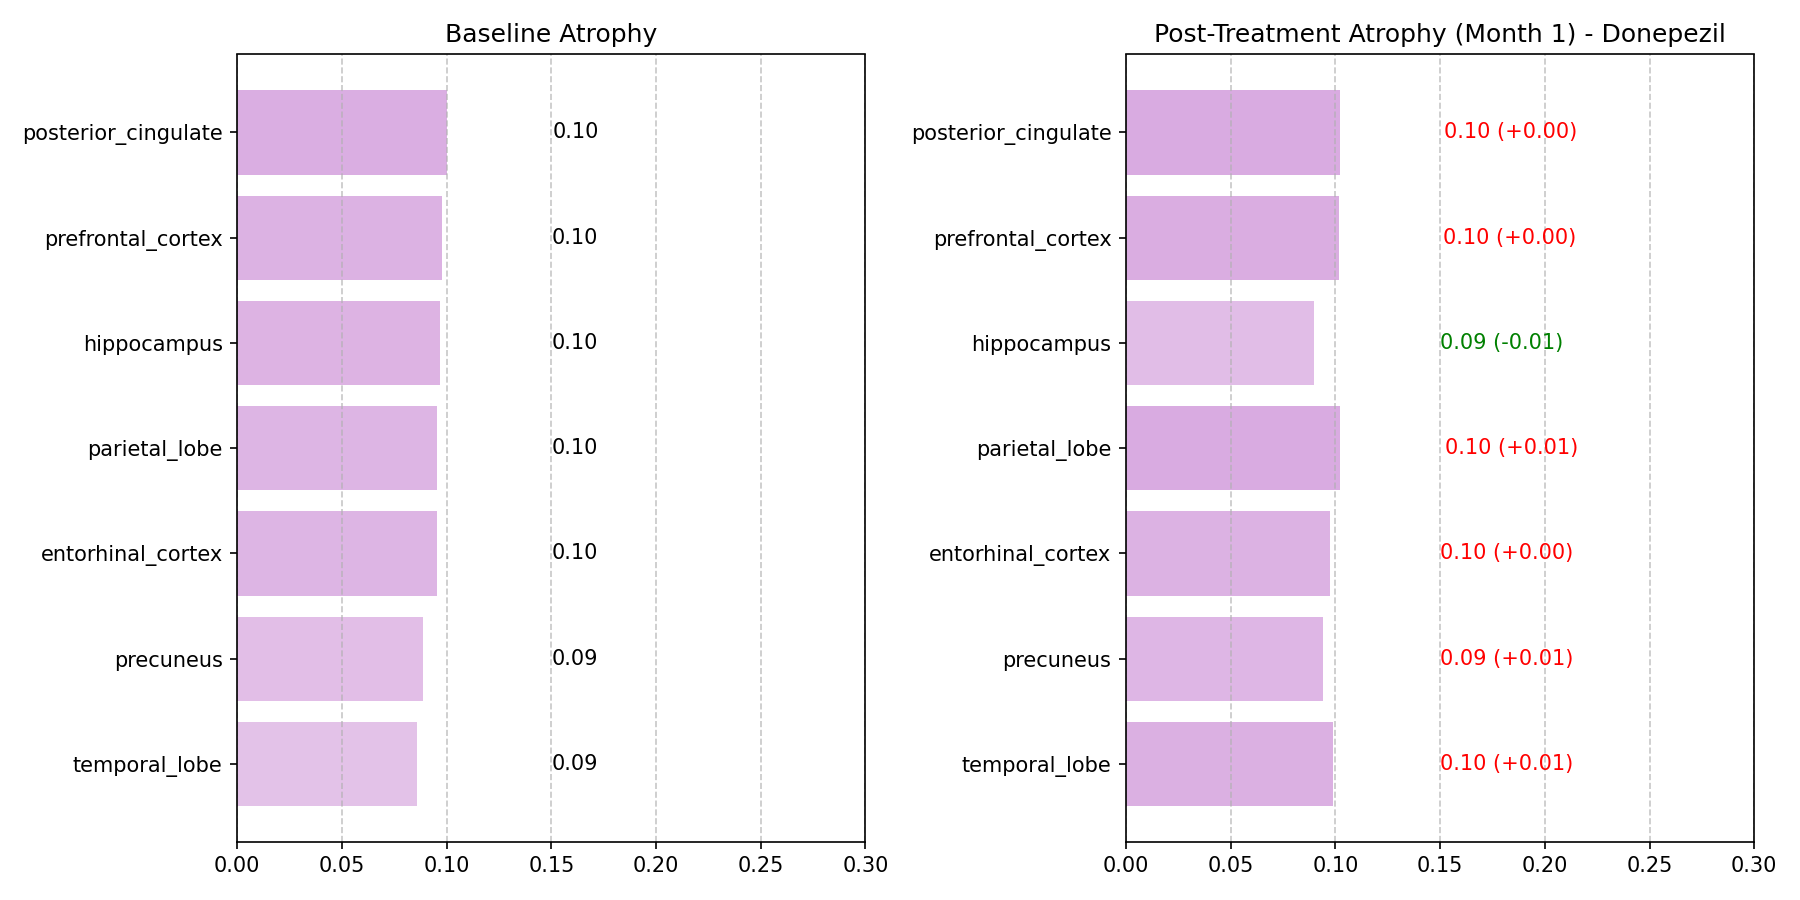 Baseline Atrophy
posterior_cingulate 0.10
prefrontal_cortex 0.10
hippocampus 0.10
parietal_lobe 0.10
entorhinal_cortex 0.10
precuneus 0.09
temporal_lobe 0.09
0.00 0.05 0.10 0.15 0.20 0.25 0.30
Post-Treatment Atrophy (Month 1) - Donepezil
posterior_cingulate 0.10 (+0.00)
prefrontal_cortex 0.10 (+0.00)
hippocampus 0.09 (-0.01)
parietal_lobe 0.10 (+0.01)
entorhinal_cortex 0.10 (+0.00)
precuneus 0.09 (+0.01)
temporal_lobe 0.10 (+0.01)
0.00 0.05 0.10 0.15 0.20 0.25 0.30